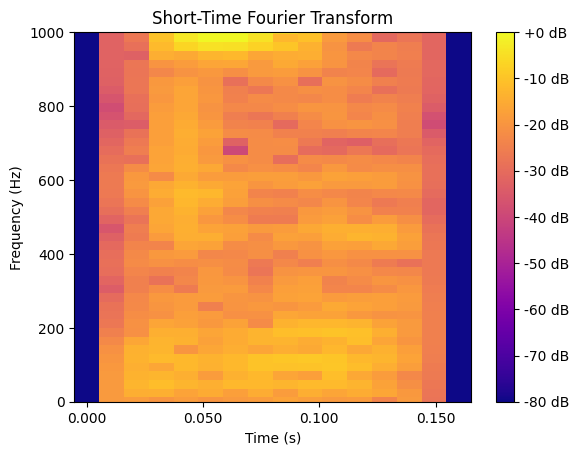 Short-Time Fourier Transform
1000
800
600
400
200
0
Frequency (Hz)
0.000
0.050
0.100
0.150
Time (s)
+0 dB
-10 dB
-20 dB
-30 dB
-40 dB
-50 dB
-60 dB
-70 dB
-80 dB